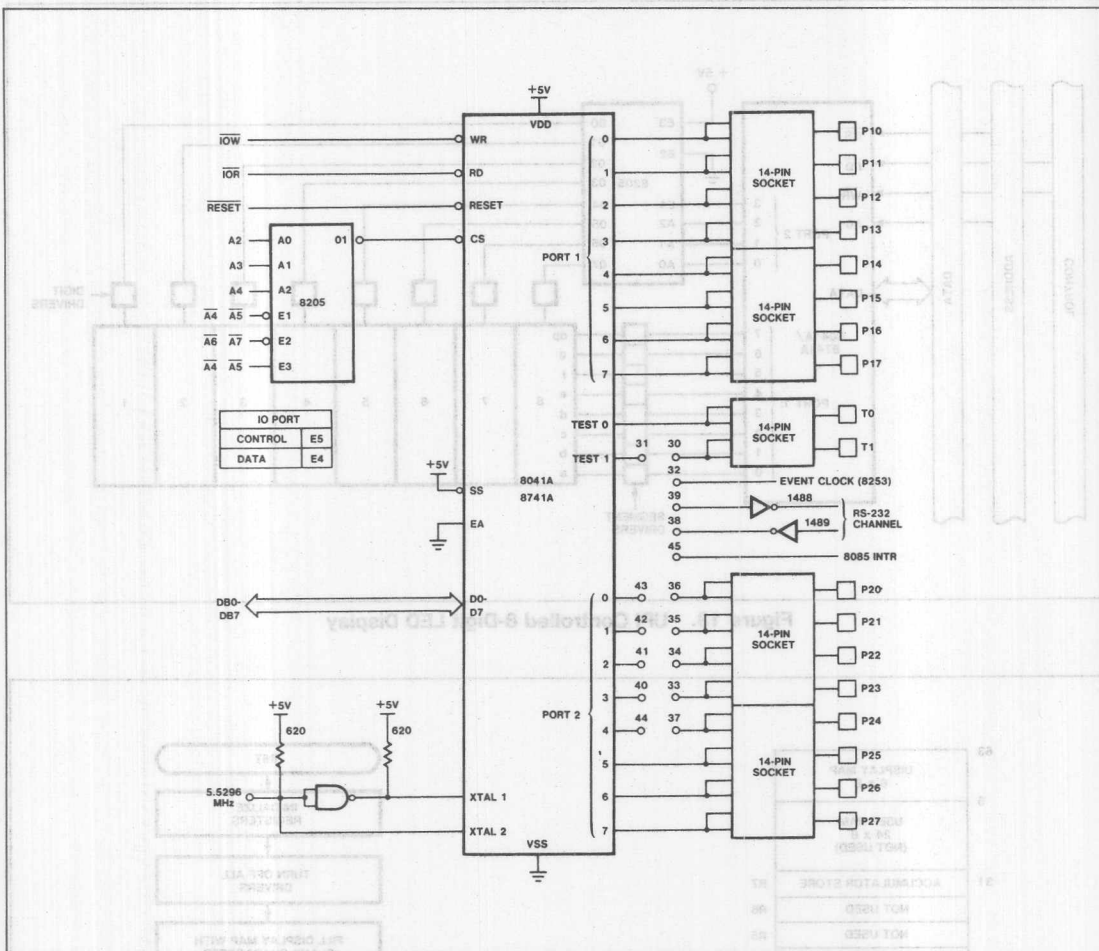 +5V
VDD
IOW
WR
IOR
RD
RESET
RESET
A2 A0 01
CS
A3 A1
A4 A2
8205
A4 A5 E1
A6 A7 E2
A4 A5 E3
IO PORT
CONTROL E5
DATA E4
+5V
SS
8041A
8741A
EA
DB0-
DB7
D0-
D7
+5V
+5V
620
620
5.5296
MHz
XTAL 1
XTAL 2
VSS
PORT 1
0
1
2
3
4
5
6
7
14-PIN
SOCKET
14-PIN
SOCKET
P10
P11
P12
P13
P14
P15
P16
P17
TEST 0
TEST 1
31 30
14-PIN
SOCKET
T0
T1
32
EVENT CLOCK (8253)
39
1488
38
1489
RS-232
CHANNEL
45
8085 INTR
PORT 2
0 43 36
1 42 35
2 41 34
3 40 33
4 44 37
5
6
7
14-PIN
SOCKET
14-PIN
SOCKET
P20
P21
P22
P23
P24
P25
P26
P27